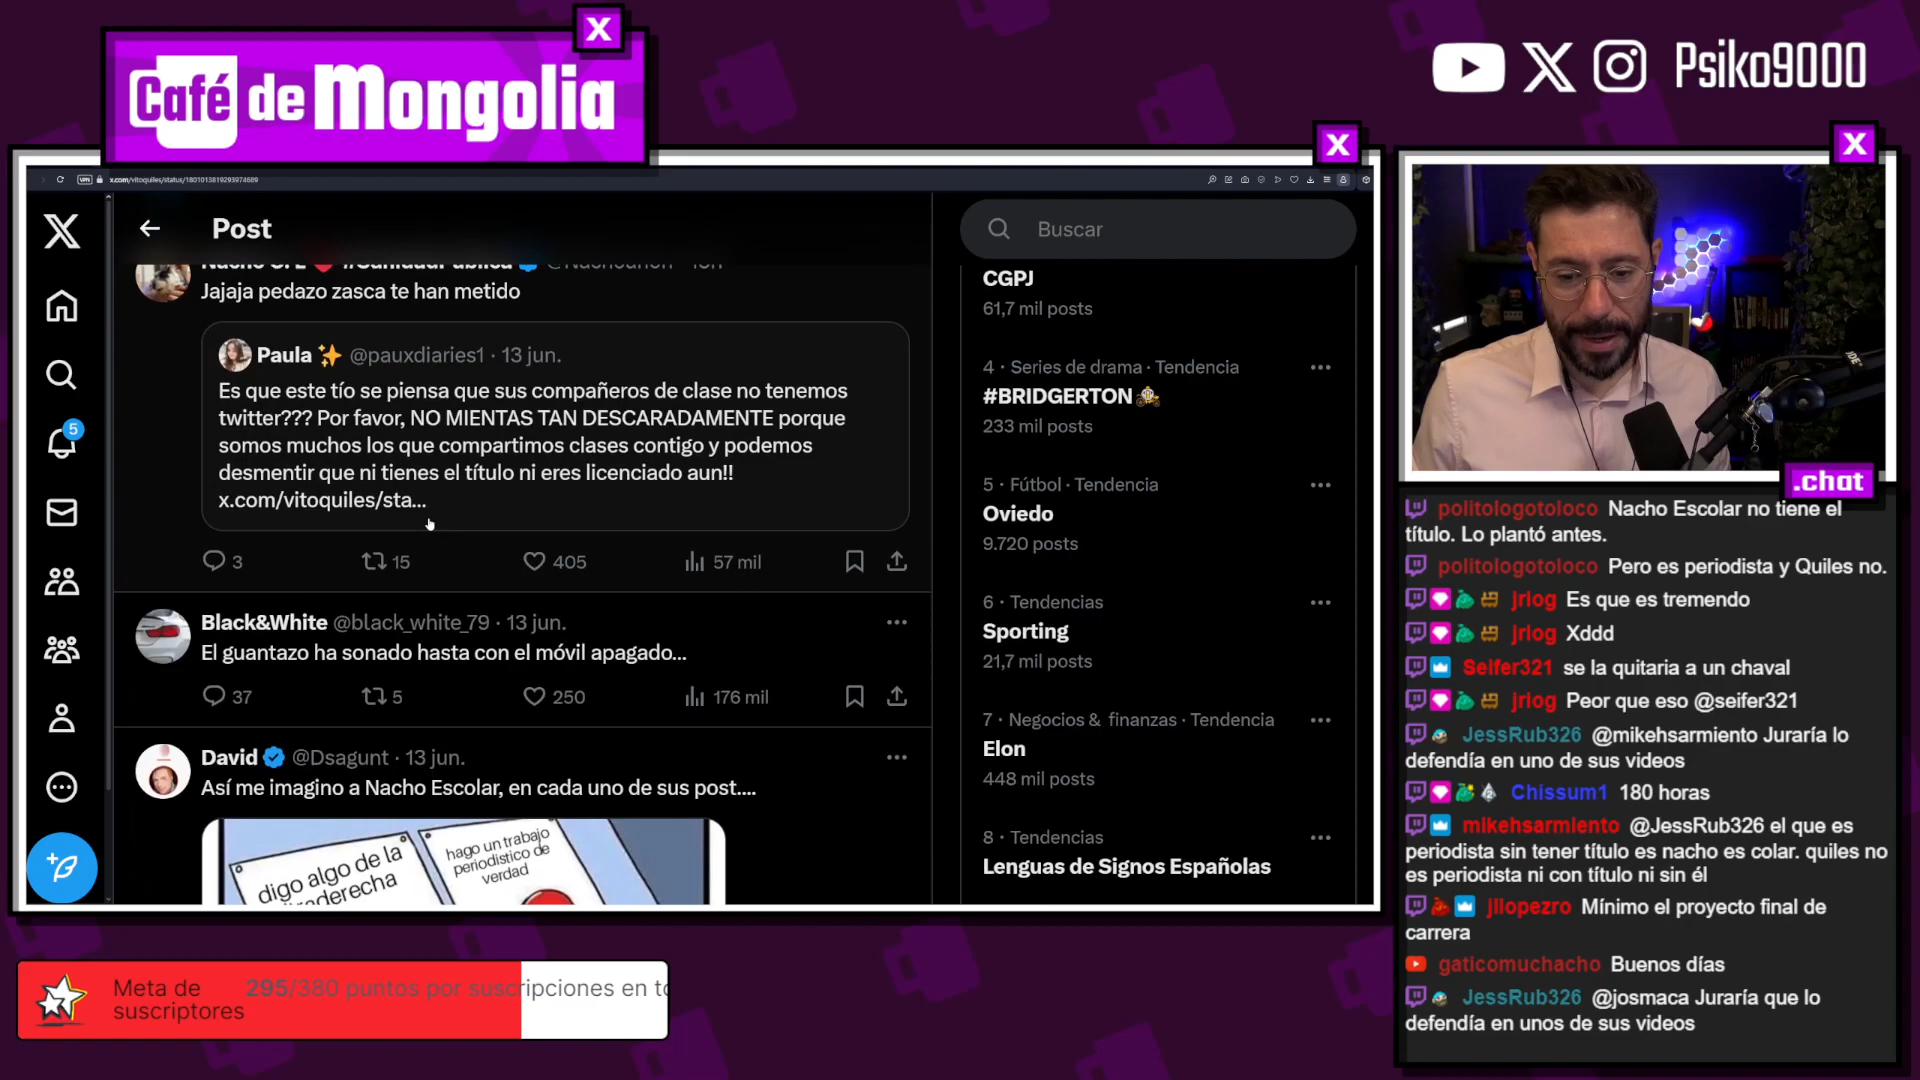 Café de Mongolia
X
Psiko9000
VPN
x.com/vitoquiles/status/1801013819293974689
Post
Buscar
Jajaja pedazo zasca te han metido
Paula ✨ @pauxdiaries1 · 13 jun.
Es que este tío se piensa que sus compañeros de clase no tenemos
twitter??? Por favor, NO MIENTAS TAN DESCARADAMENTE porque
somos muchos los que compartimos clases contigo y podemos
desmentir que ni tienes el título ni eres licenciado aun!!
x.com/vitoquiles/sta...
3 15 405 57 mil
5
Black&White @black_white_79 · 13 jun.
El guantazo ha sonado hasta con el móvil apagado...
37 5 250 176 mil
David @Dsagunt · 13 jun.
Así me imagino a Nacho Escolar, en cada uno de sus post....
digo algo de la
hago un trabajo
periodistico de
verdad
CGPJ
61,7 mil posts
4 · Series de drama · Tendencia
#BRIDGERTON
233 mil posts
5 · Fútbol · Tendencia
Oviedo
9.720 posts
6 · Tendencias
Sporting
21,7 mil posts
7 · Negocios & finanzas · Tendencia
Elon
448 mil posts
8 · Tendencias
Lenguas de Signos Españolas
.chat
politologotoloco Nacho Escolar no tiene el
título. Lo plantó antes.
politologotoloco Pero es periodista y Quiles no.
jrlog Es que es tremendo
jrlog Xddd
Seifer321 se la quitaria a un chaval
jrlog Peor que eso @seifer321
JessRub326 @mikehsarmiento Juraría lo
defendía en uno de sus videos
Chissum1 180 horas
mikehsarmiento @JessRub326 el que es
periodista sin tener título es nacho es colar. quiles no
es periodista ni con título ni sin él
jllopezro Mínimo el proyecto final de
carrera
gaticomuchacho Buenos días
JessRub326 @josmaca Juraría que lo
defendía en unos de sus videos
Meta de
suscriptores
295/380 puntos por suscripciones en to